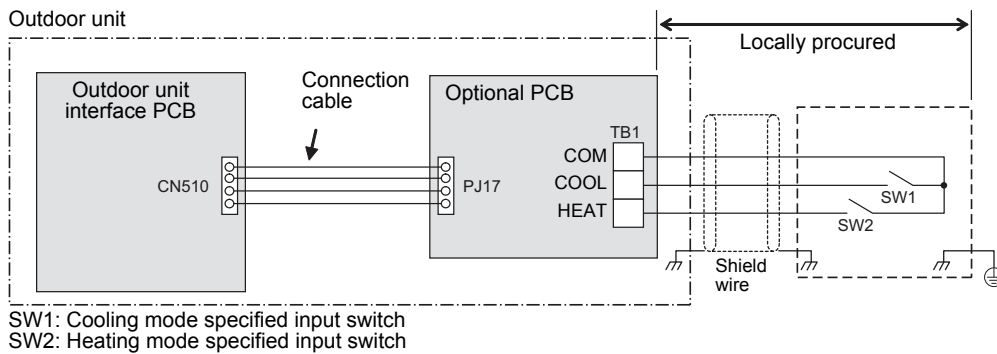 Outdoor unit
Locally procured
Outdoor unit
interface PCB
Connection
cable
Optional PCB
TB1
COM
CN510
PJ17
COOL
SW1
HEAT
SW2
Shield
wire
SW1: Cooling mode specified input switch
SW2: Heating mode specified input switch